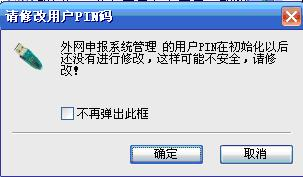 请修改用户PIN码
外网申报系统管理 的用户PIN在初始化以后
还没有进行修改，这样可能不安全，请修
改！
不再弹出此框
确定 取消